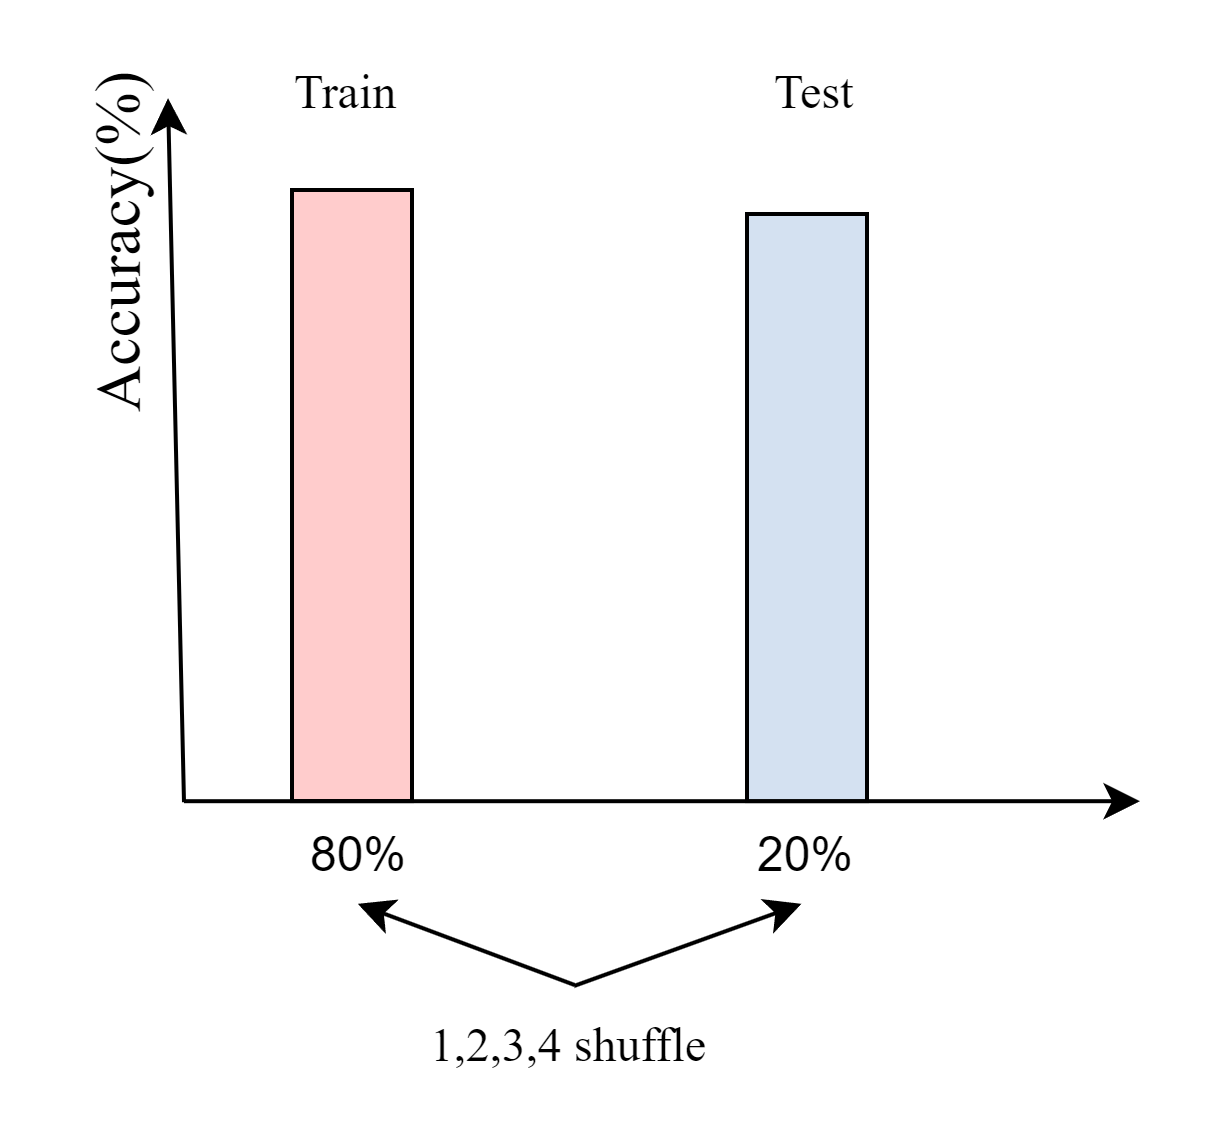 Accuracy(%)
Train
Test
80%
20%
1,2,3,4 shuffle